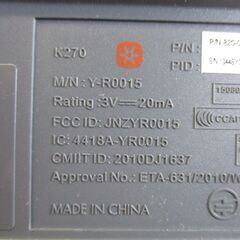 K270
P/N
M/N : Y-R0015
PID
Rating : 3V 20mA
FCC ID: JNZYR0015
IC: 4418A-YR0015
CMIIT ID: 2010DJ1637
Approval No.: ETA-631/2010/W
MADE IN CHINA